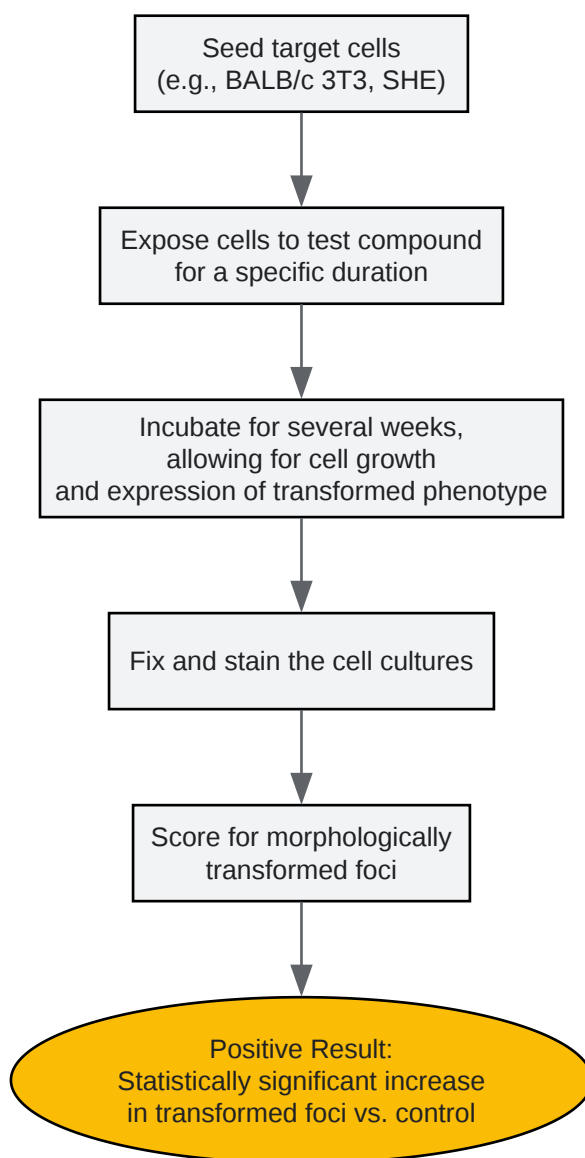 Seed target cells
(e.g., BALB/c 3T3, SHE)
Expose cells to test compound
for a specific duration
Incubate for several weeks,
allowing for cell growth
and expression of transformed phenotype
Fix and stain the cell cultures
Score for morphologically
transformed foci
Positive Result:
Statistically significant increase
in transformed foci vs. control